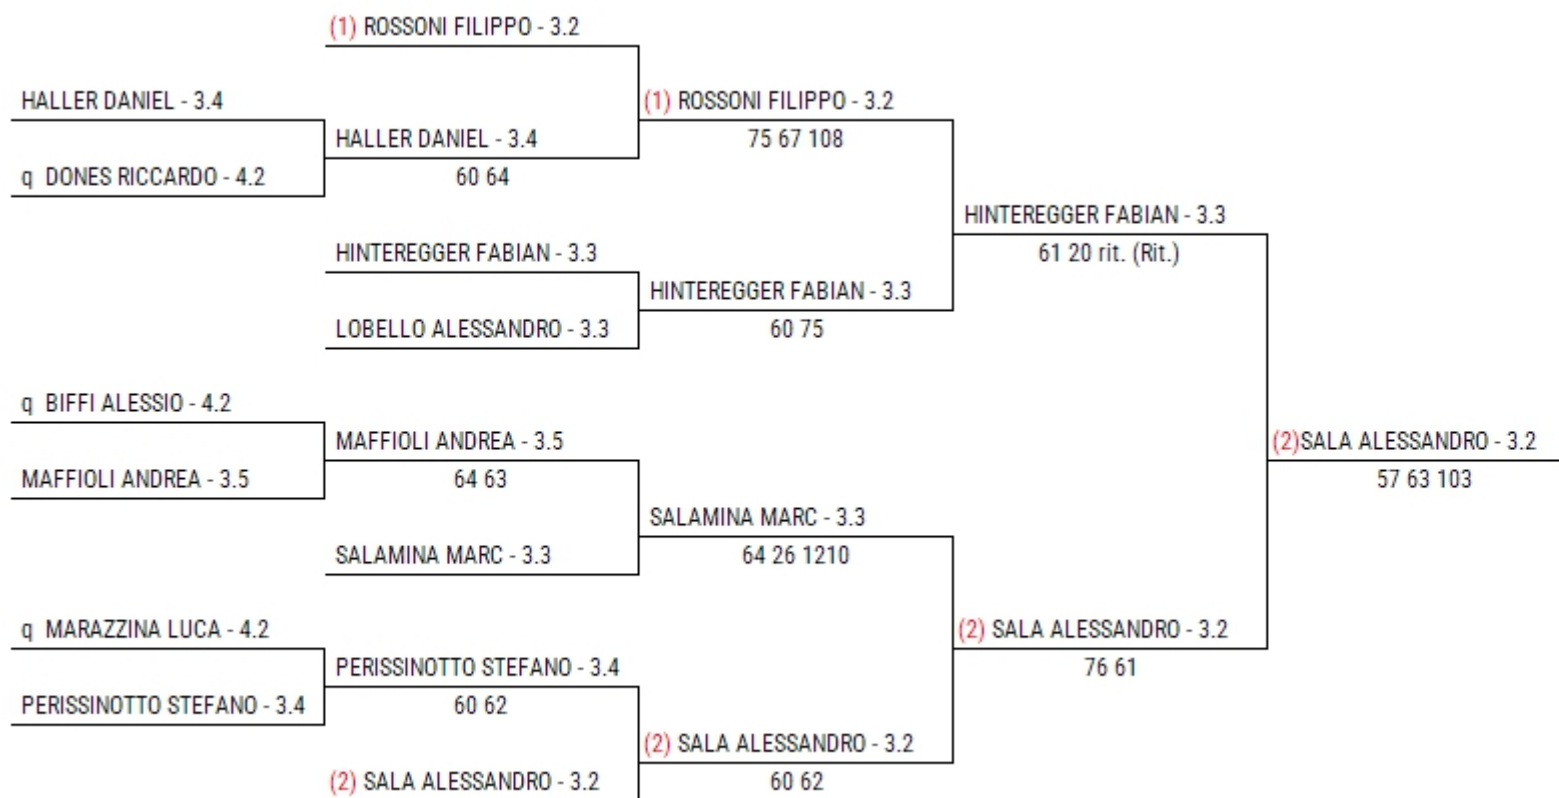 (1) ROSSONI FILIPPO - 3.2
HALLER DANIEL - 3.4
(1) ROSSONI FILIPPO - 3.2
HALLER DANIEL - 3.4
75 67 108
q DONES RICCARDO - 4.2
60 64
HINTEREGGER FABIAN - 3.3
HINTEREGGER FABIAN - 3.3
61 20 rit. (Rit.)
HINTEREGGER FABIAN - 3.3
LOBELLO ALESSANDRO - 3.3
60 75
q BIFFI ALESSIO - 4.2
MAFFIOLI ANDREA - 3.5
(2)SALA ALESSANDRO - 3.2
MAFFIOLI ANDREA - 3.5
64 63
57 63 103
SALAMINA MARC - 3.3
SALAMINA MARC - 3.3
64 26 1210
q MARAZZINA LUCA - 4.2
(2) SALA ALESSANDRO - 3.2
PERISSINOTTO STEFANO - 3.4
76 61
PERISSINOTTO STEFANO - 3.4
60 62
(2) SALA ALESSANDRO - 3.2
(2) SALA ALESSANDRO - 3.2
60 62